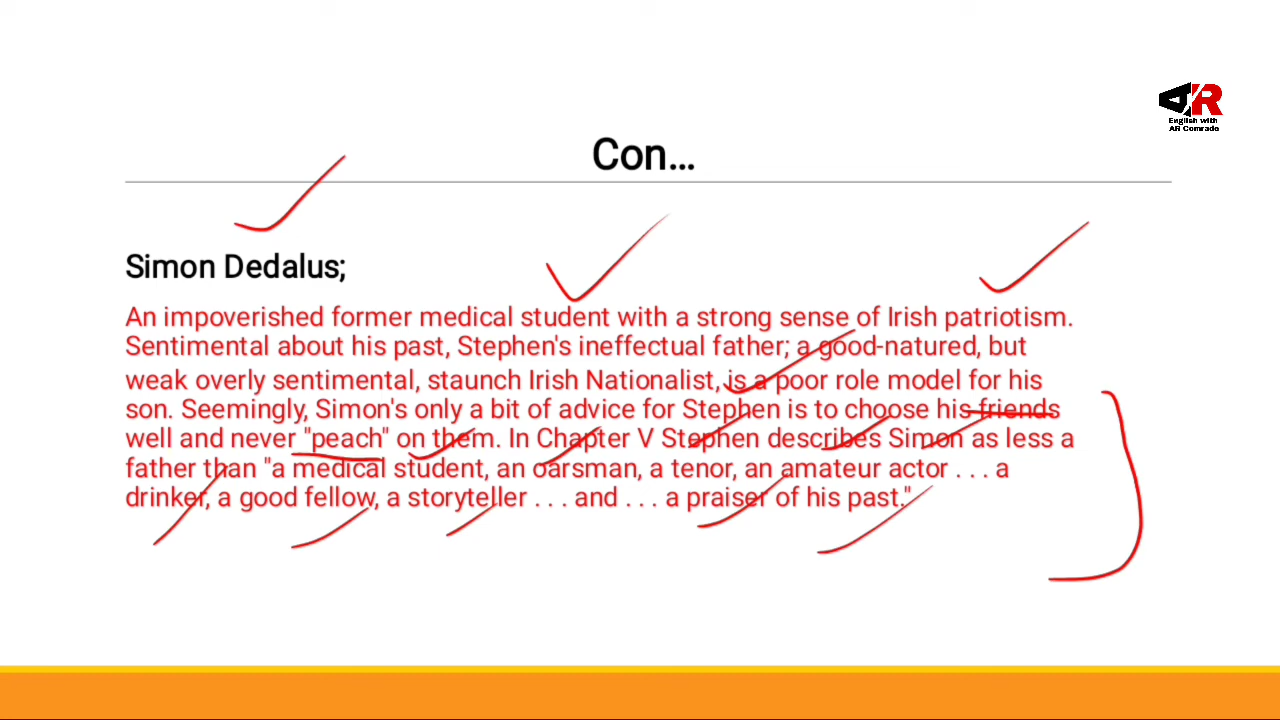 AR
English with
AR Comrade
Con...
Simon Dedalus;
An impoverished former medical student with a strong sense of Irish patriotism.
Sentimental about his past, Stephen's ineffectual father; a good-natured, but
weak overly sentimental, staunch Irish Nationalist, is a poor role model for his
son. Seemingly, Simon's only a bit of advice for Stephen is to choose his friends
well and never "peach" on them. In Chapter V Stephen describes Simon as less a
father than "a medical student, an oarsman, a tenor, an amateur actor . . . a
drinker, a good fellow, a storyteller . . . and . . . a praiser of his past."